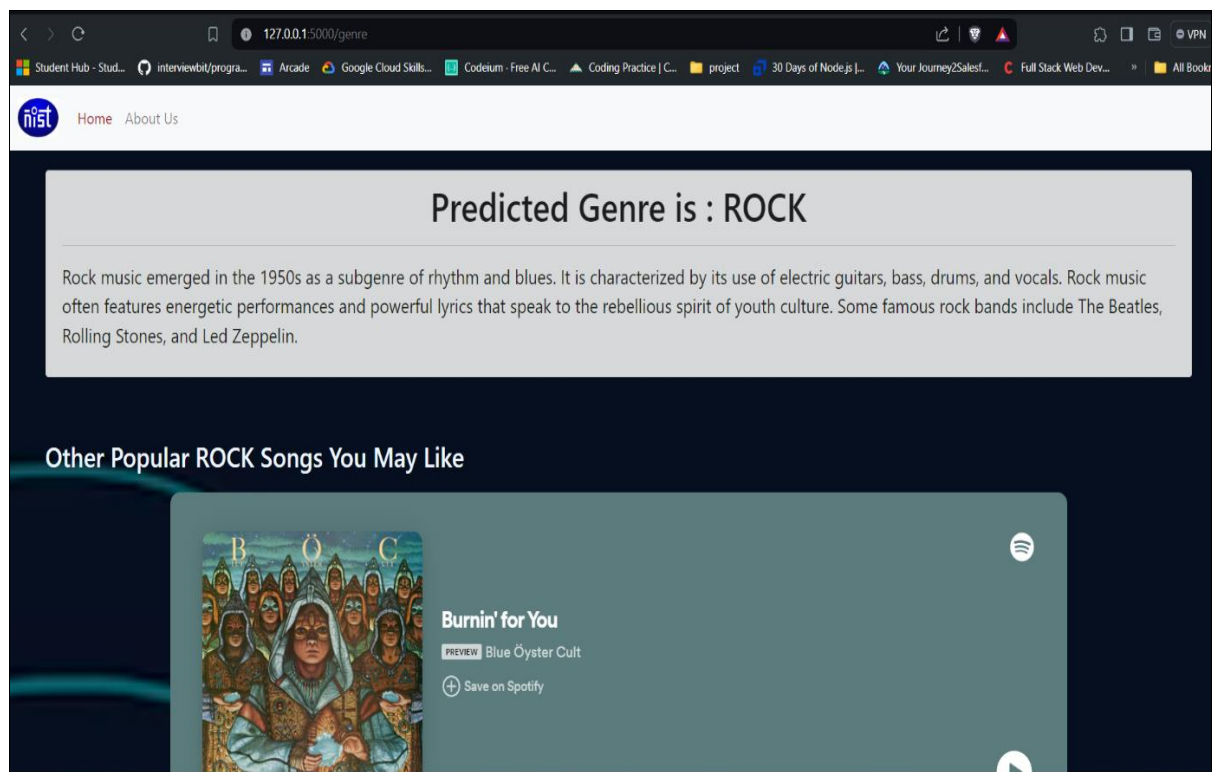 127.0.0.1:5000/genre
VPN
Student Hub - Stud...
interviewbit/progra...
Arcade
Google Cloud Skills...
Codeium - Free AI C...
Coding Practice | C...
project
30 Days of Node.js |...
Your Journey2Salesf...
Full Stack Web Dev...
»
All Bookr
nist
Home
About Us
Predicted Genre is : ROCK
Rock music emerged in the 1950s as a subgenre of rhythm and blues. It is characterized by its use of electric guitars, bass, drums, and vocals. Rock music
often features energetic performances and powerful lyrics that speak to the rebellious spirit of youth culture. Some famous rock bands include The Beatles,
Rolling Stones, and Led Zeppelin.
Other Popular ROCK Songs You May Like
B Ö C
Burnin' for You
PREVIEW Blue Öyster Cult
Save on Spotify